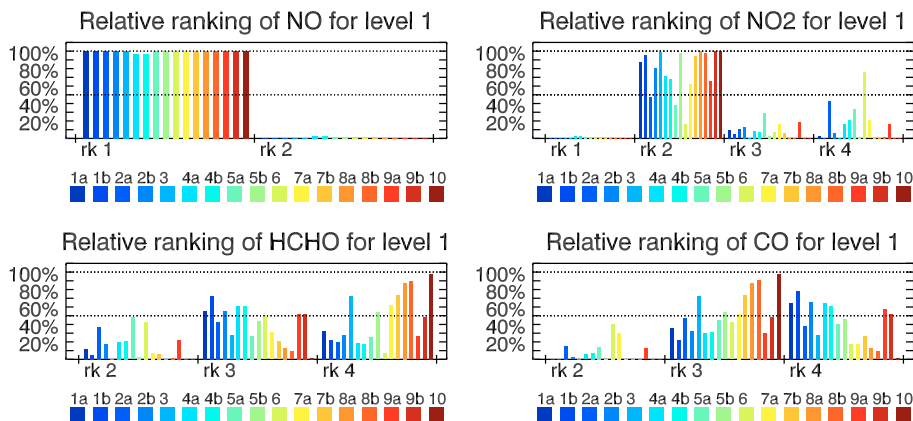 Relative ranking of NO for level 1
100%
80%
60%
40%
20%
rk 1 rk 2
1a 1b 2a 2b 3 4a 4b 5a 5b 6 7a 7b 8a 8b 9a 9b 10
Relative ranking of NO2 for level 1
100%
80%
60%
40%
20%
rk 1 rk 2 rk 3 rk 4
1a 1b 2a 2b 3 4a 4b 5a 5b 6 7a 7b 8a 8b 9a 9b 10
Relative ranking of HCHO for level 1
100%
80%
60%
40%
20%
rk 2 rk 3 rk 4
1a 1b 2a 2b 3 4a 4b 5a 5b 6 7a 7b 8a 8b 9a 9b 10
Relative ranking of CO for level 1
100%
80%
60%
40%
20%
rk 2 rk 3 rk 4
1a 1b 2a 2b 3 4a 4b 5a 5b 6 7a 7b 8a 8b 9a 9b 10